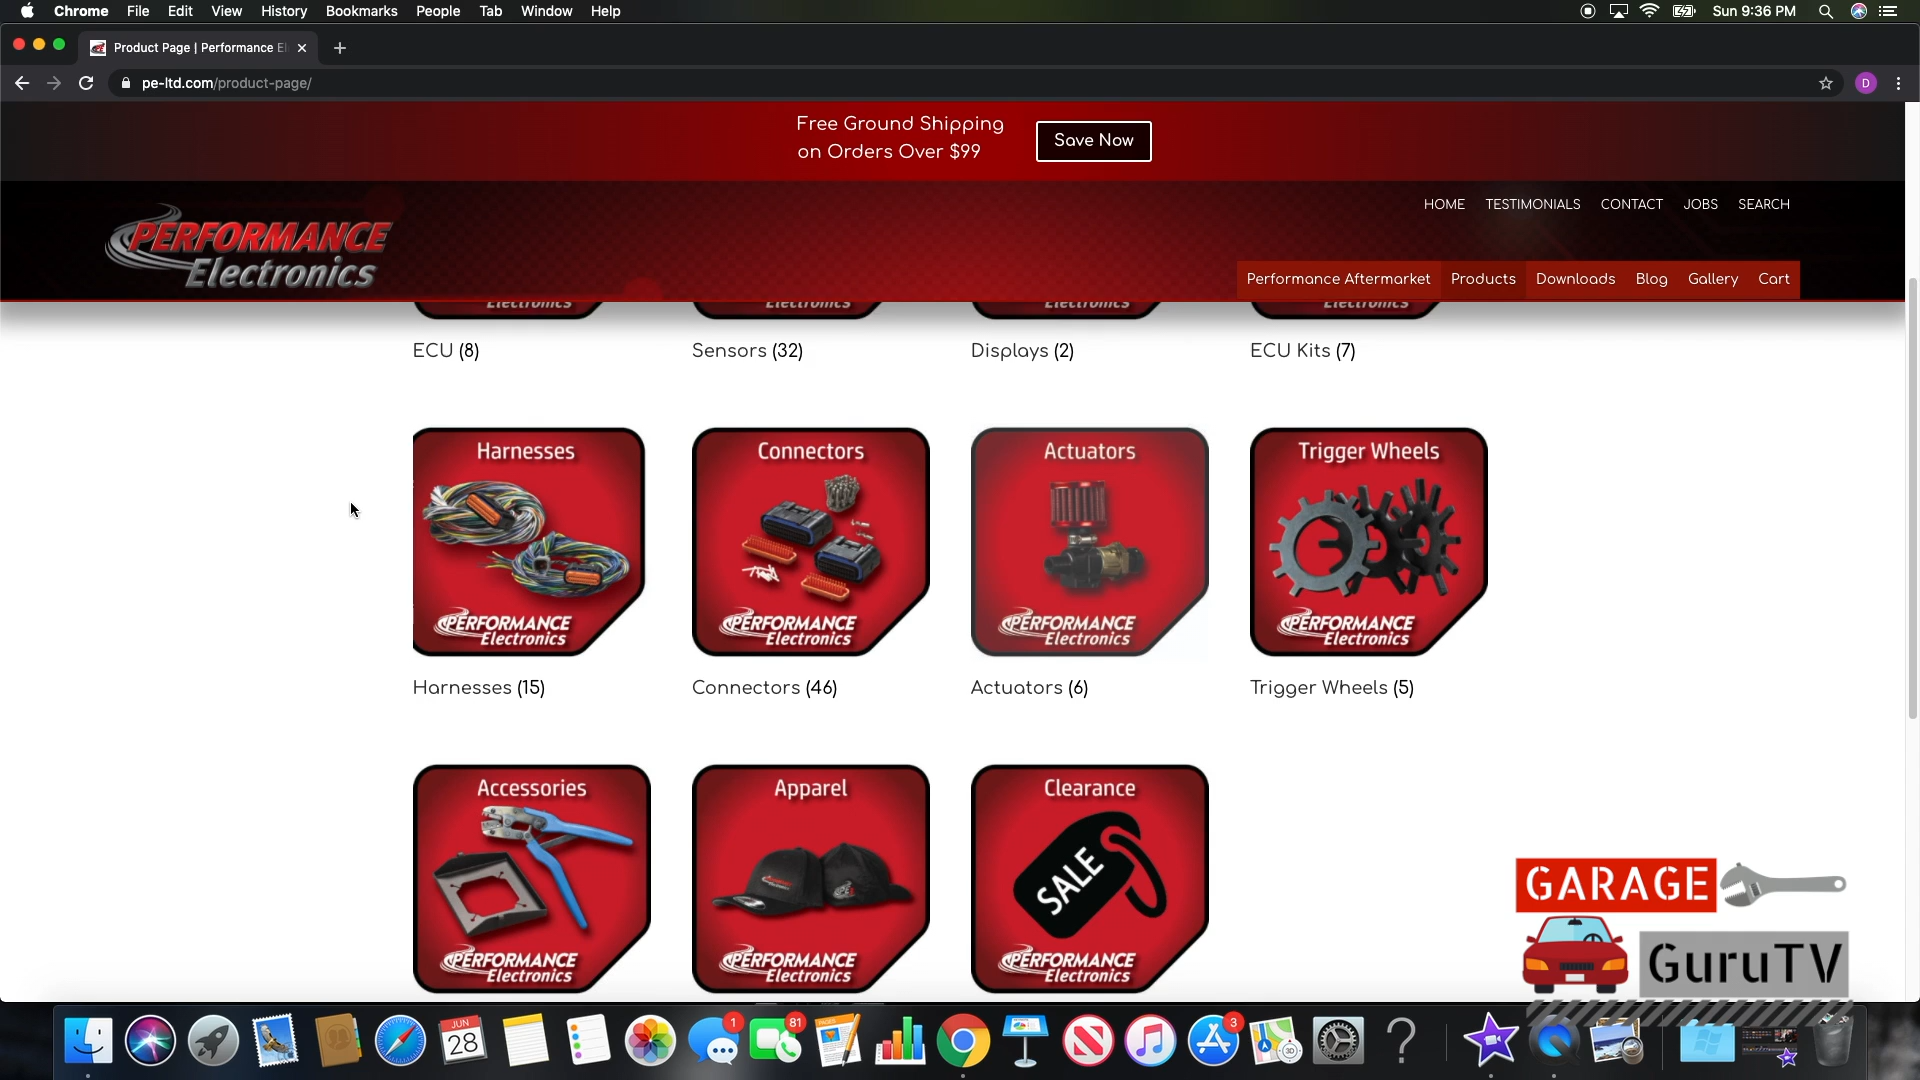 Chrome File Edit View History Bookmarks People Tab Window Help
Sun 9:36 PM
Product Page | Performance El
pe-ltd.com/product-page/
D
Free Ground Shipping
on Orders Over $99
Save Now
HOME TESTIMONIALS CONTACT JOBS SEARCH
PERFORMANCE
Electronics
Performance Aftermarket Products Downloads Blog Gallery Cart
Electronics Electronics Electronics Electronics
ECU (8) Sensors (32) Displays (2) ECU Kits (7)
Harnesses Connectors Actuators Trigger Wheels
PERFORMANCE PERFORMANCE PERFORMANCE PERFORMANCE
Electronics Electronics Electronics Electronics
Harnesses (15) Connectors (46) Actuators (6) Trigger Wheels (5)
Accessories Apparel Clearance
SALE
PERFORMANCE PERFORMANCE PERFORMANCE
Electronics Electronics Electronics
GARAGE
GuruTV
JUN
28
1
81
PAGES
3
3D
?